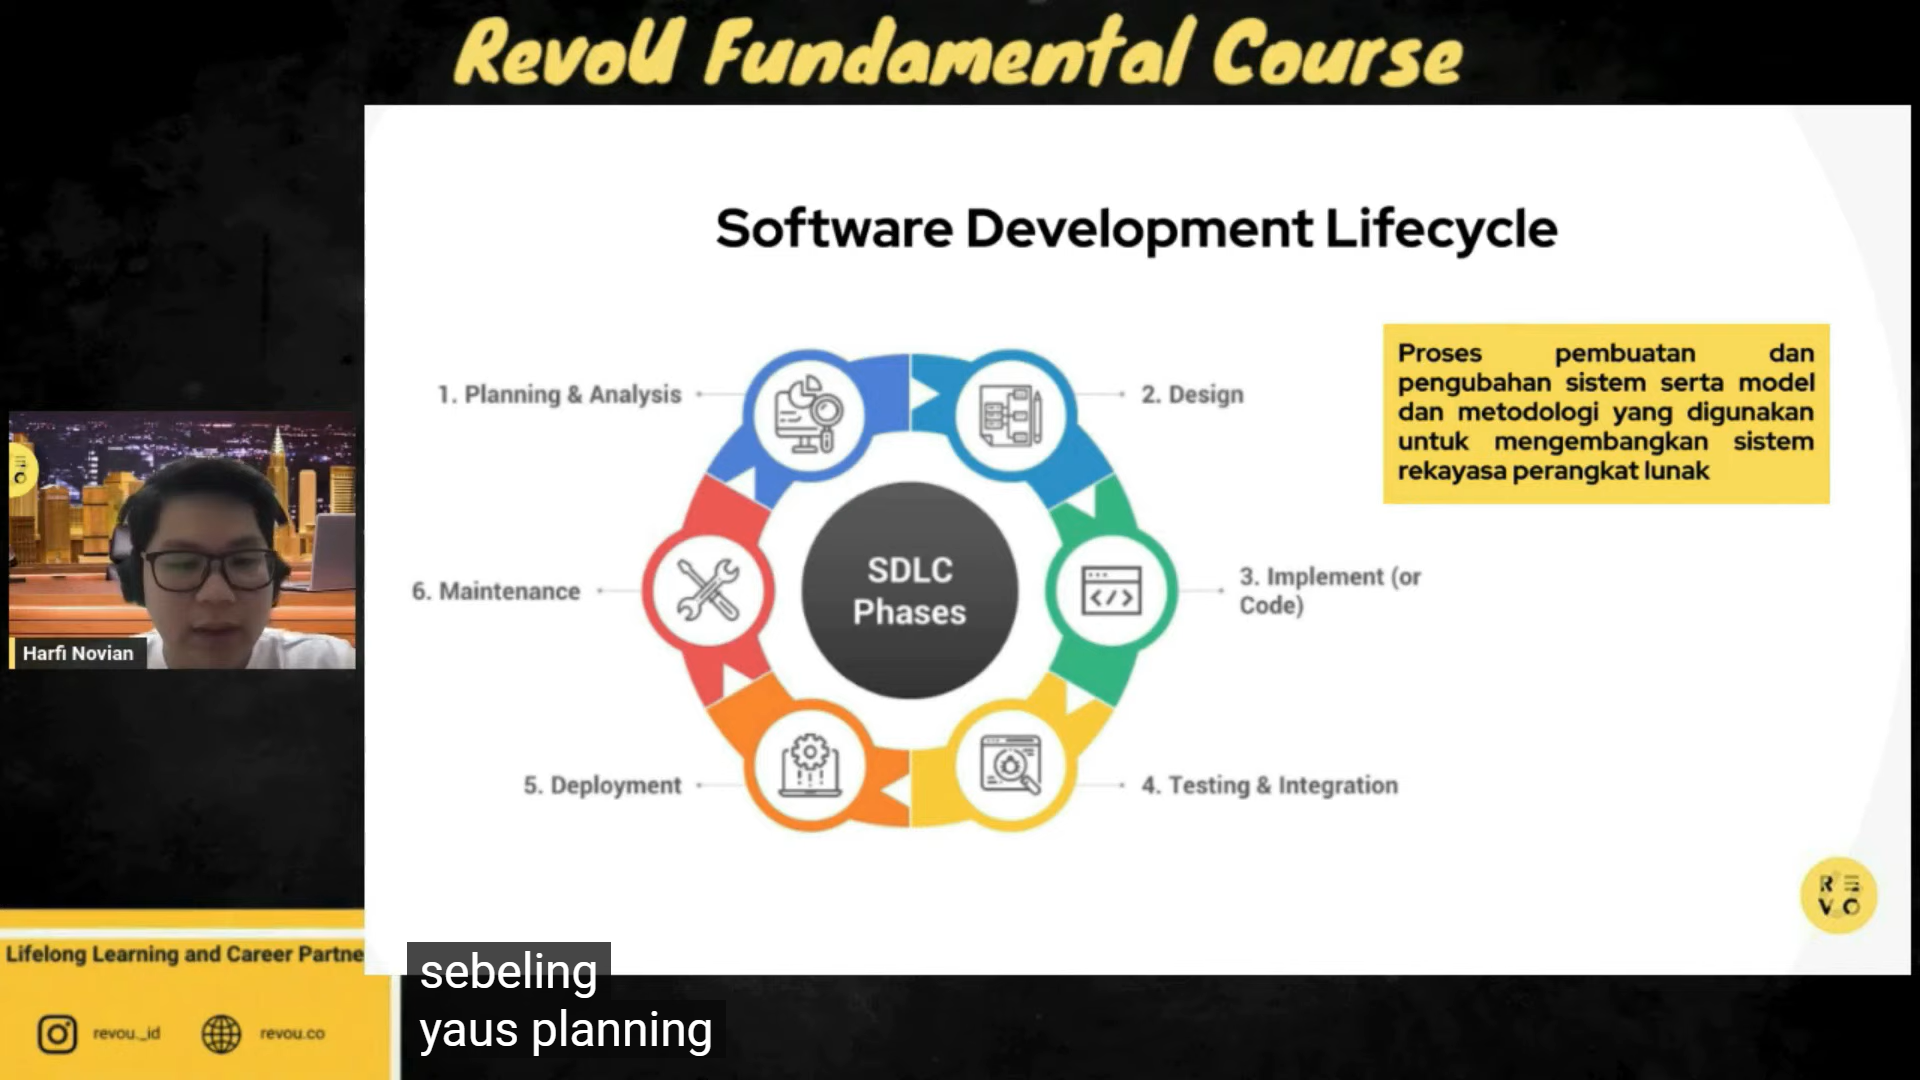 RevoU Fundamental Course
Software Development Lifecycle
1. Planning & Analysis
2. Design
Proses pembuatan dan
pengubahan sistem serta model
dan metodologi yang digunakan
untuk mengembangkan sistem
rekayasa perangkat lunak
SDLC
Phases
6. Maintenance
3. Implement (or
Code)
5. Deployment
4. Testing & Integration
Harfi Novian
Lifelong Learning and Career Partne
revou_id
revou.co
sebeling
yaus planning